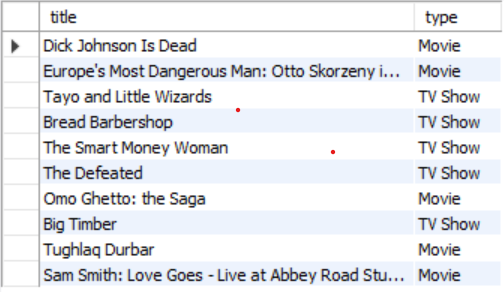 title type
Dick Johnson Is Dead Movie
Europe's Most Dangerous Man: Otto Skorzeny i... Movie
Tayo and Little Wizards TV Show
Bread Barbershop TV Show
The Smart Money Woman TV Show
The Defeated TV Show
Omo Ghetto: the Saga Movie
Big Timber TV Show
Tughlaq Durbar Movie
Sam Smith: Love Goes - Live at Abbey Road Stu... Movie